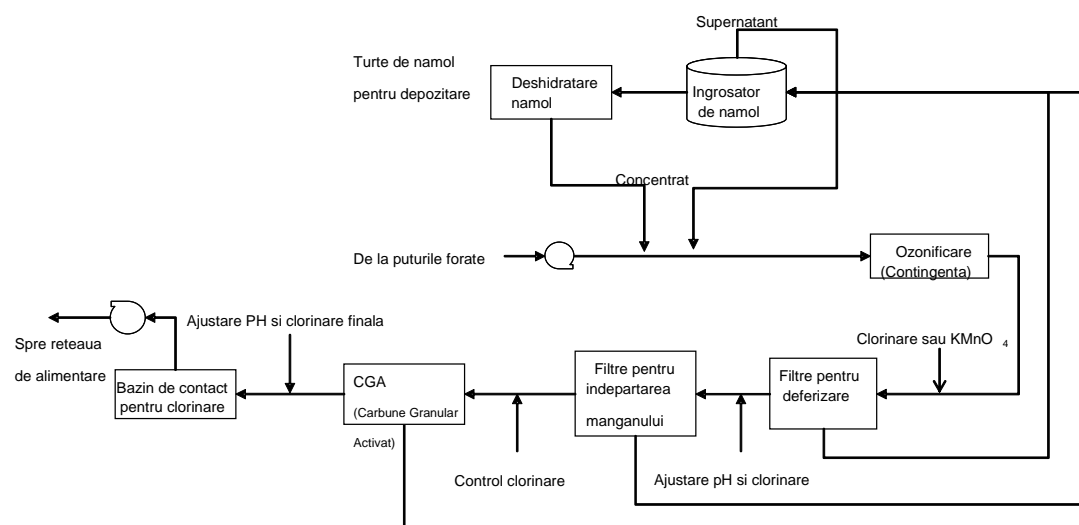 Supernatant
Turte de namol
pentru depozitare
Deshidratare
namol
Ingrosator
de namol
Concentrat
De la puturile forate
Ozonificare
(Contingenta)
Ajustare PH si clorinare finala
Clorinare sau KMnO 4
Spre reteaua
de alimentare
Bazin de contact
pentru clorinare
CGA
(Carbune Granular
Activat)
Filtre pentru
indepartarea
manganului
Filtre pentru
deferizare
Control clorinare
Ajustare pH si clorinare